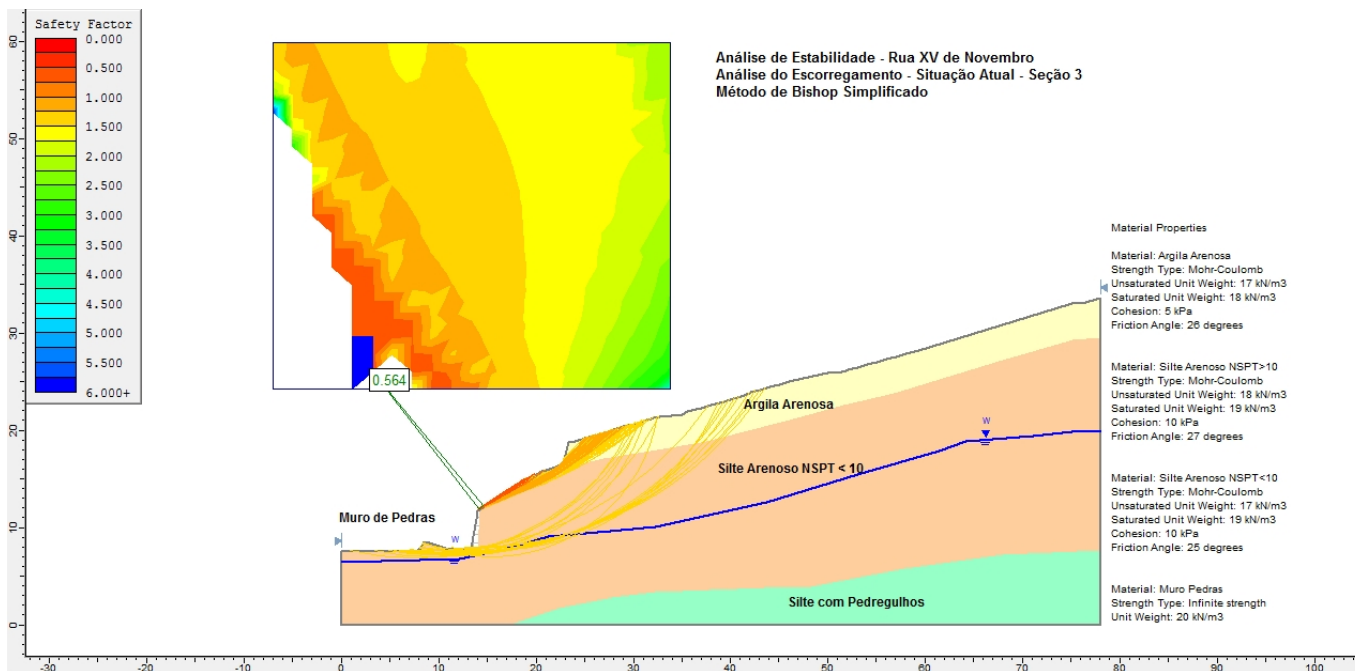 Safety Factor
0.000
0.500
1.000
1.500
2.000
2.500
3.000
3.500
4.000
4.500
5.000
5.500
6.000+
Análise de Estabilidade - Rua XV de Novembro
Análise do Escorregamento - Situação Atual - Seção 3
Método de Bishop Simplificado
0.564
Muro de Pedras
Argila Arenosa
Silte Arenoso NSPT < 10
Silte com Pedregulhos
W
W
Material Properties
Material: Argila Arenosa
Strength Type: Mohr-Coulomb
Unsaturated Unit Weight: 17 kN/m3
Saturated Unit Weight: 18 kN/m3
Cohesion: 5 kPa
Friction Angle: 26 degrees
Material: Silte Arenoso NSPT>10
Strength Type: Mohr-Coulomb
Unsaturated Unit Weight: 18 kN/m3
Saturated Unit Weight: 19 kN/m3
Cohesion: 10 kPa
Friction Angle: 27 degrees
Material: Silte Arenoso NSPT<10
Strength Type: Mohr-Coulomb
Unsaturated Unit Weight: 17 kN/m3
Saturated Unit Weight: 19 kN/m3
Cohesion: 10 kPa
Friction Angle: 25 degrees
Material: Muro Pedras
Strength Type: Infinite strength
Unit Weight: 20 kN/m3
60
50
40
30
20
10
0
-30 -20 -10 0 10 20 30 40 50 60 70 80 90 100